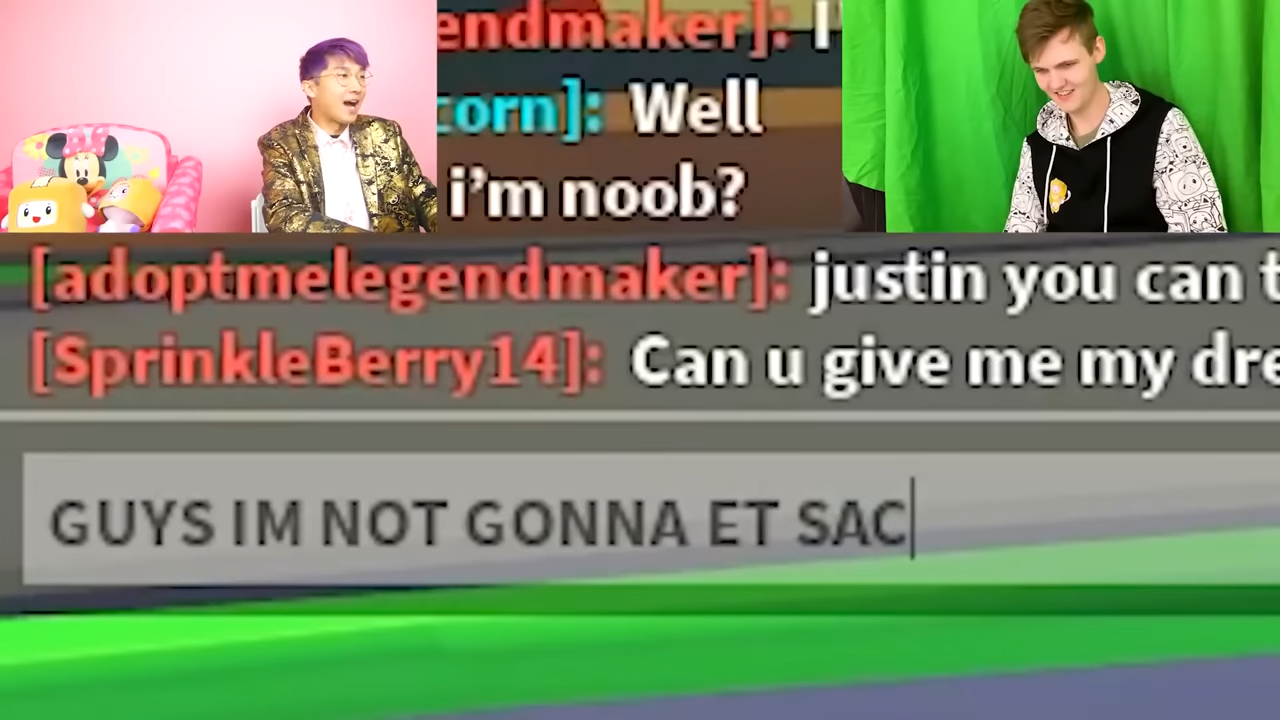 endmaker]: I'
corn]: Well
i'm noob?
[adoptmelegendmaker]: justin you can t
[SprinkleBerry14]: Can u give me my dre
GUYS IM NOT GONNA ET SAC